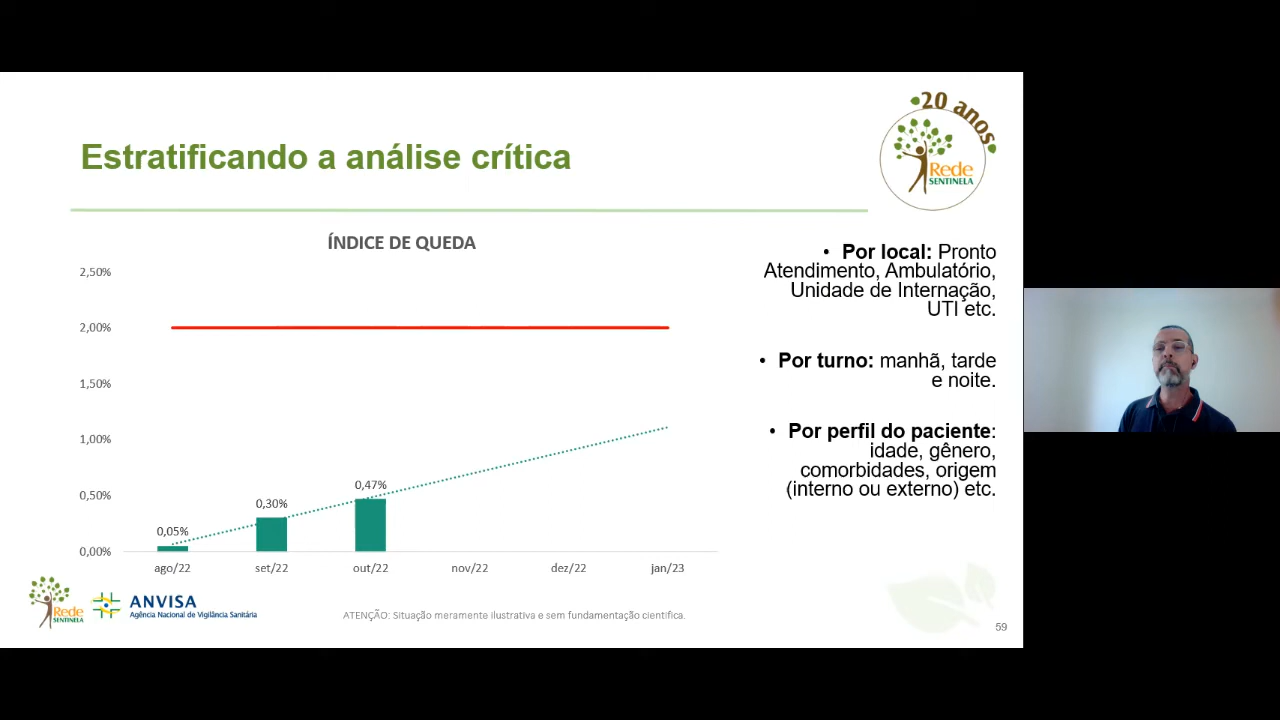 20 anos
Rede
SENTINELA
Estratificando a análise crítica
ÍNDICE DE QUEDA
2,50%
2,00%
1,50%
1,00%
0,50%
0,00%
0,05%
0,30%
0,47%
ago/22
set/22
out/22
nov/22
dez/22
jan/23
• Por local: Pronto
Atendimento, Ambulatório,
Unidade de Internação,
UTI etc.
• Por turno: manhã, tarde
e noite.
• Por perfil do paciente:
idade, gênero,
comorbidades, origem
(interno ou externo) etc.
Rede
SENTINELA
ANVISA
Agência Nacional de Vigilância Sanitária
ATENÇÃO: Situação meramente ilustrativa e sem fundamentação científica.
59